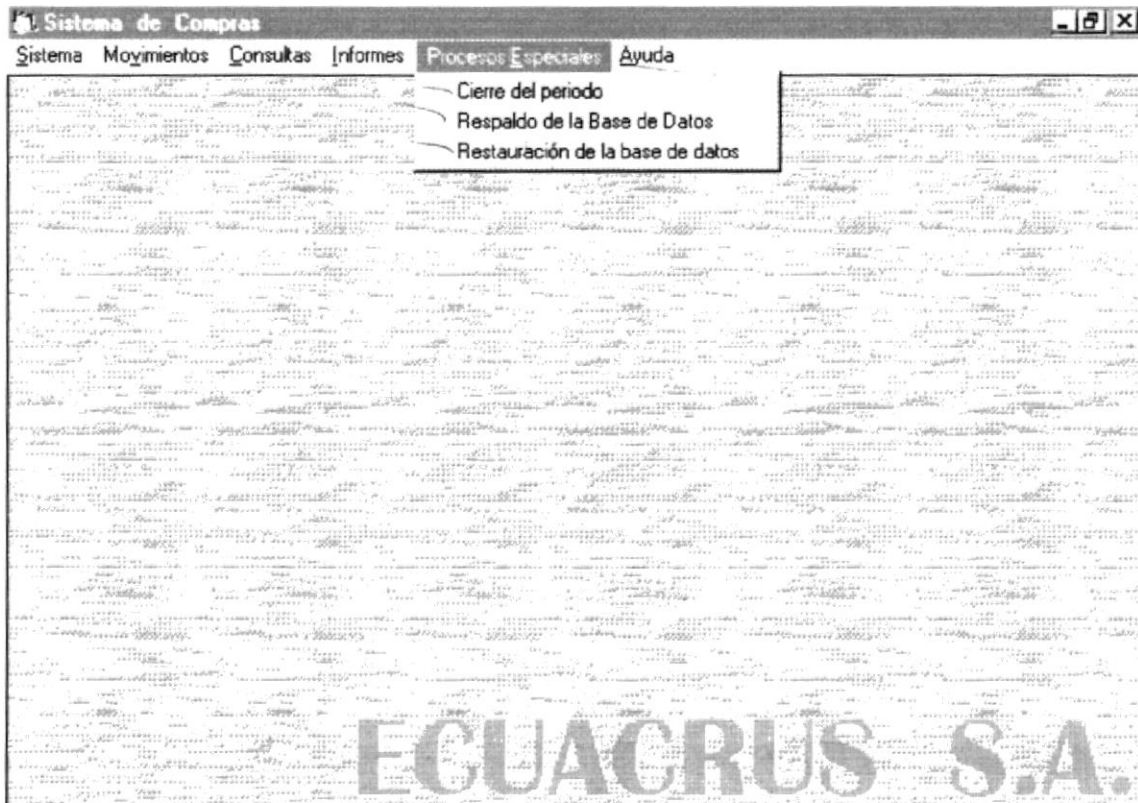 Sistema de Compras
Sistema Movimientos Consultas Informes Procesos Especiales Ayuda
Cierre del periodo
Respaldo de la Base de Datos
Restauración de la base de datos
ECUACRUS S.A.